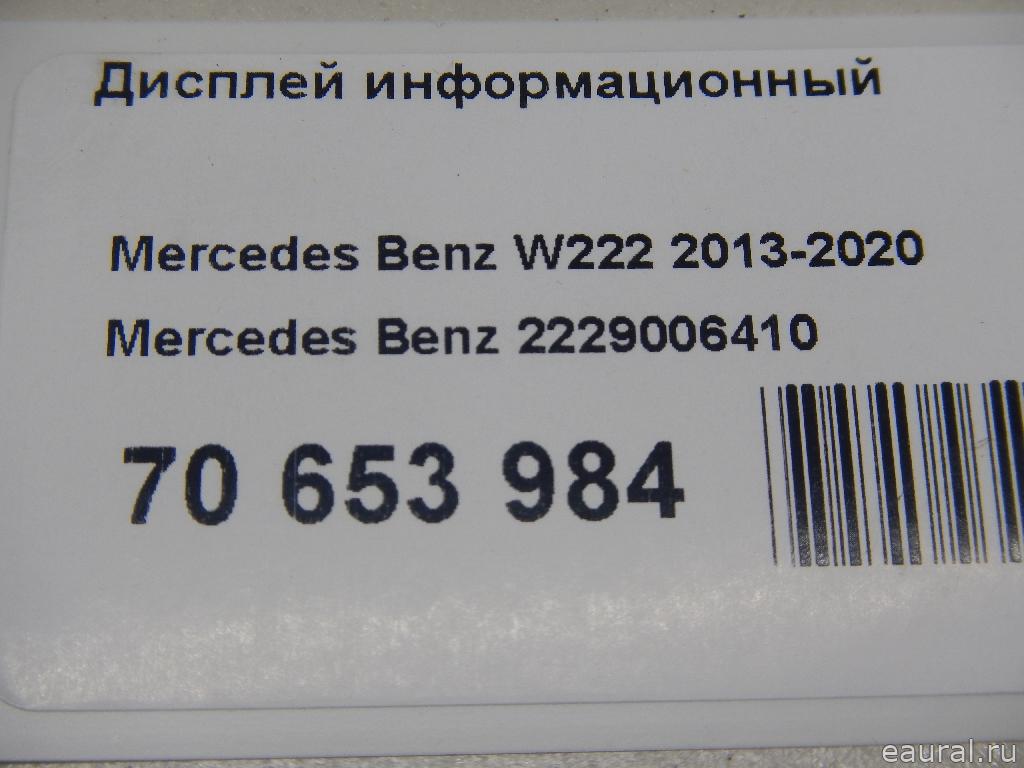 Дисплей информационный
Mercedes Benz W222 2013-2020
Mercedes Benz 2229006410
70 653 984
eaural.ru